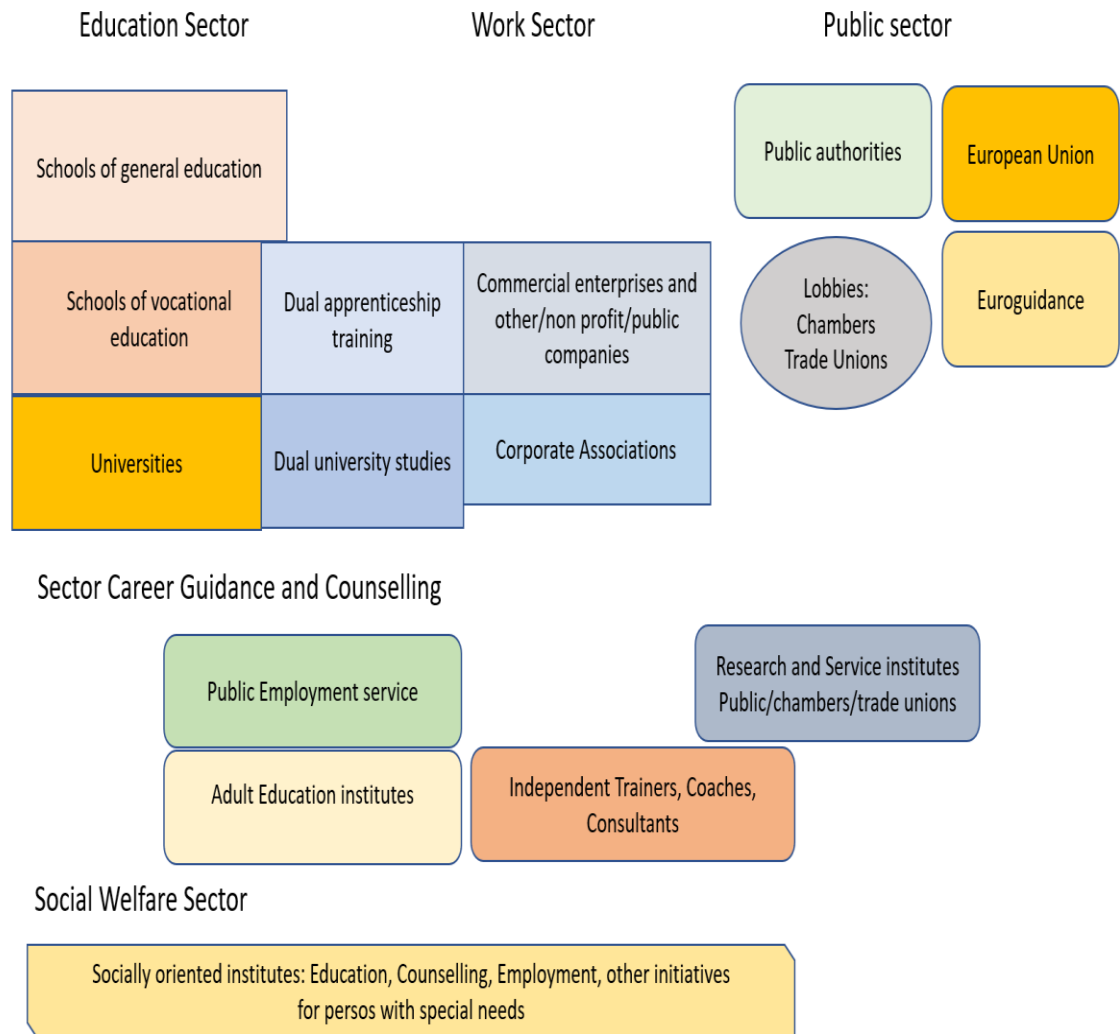 Education Sector
Work Sector
Public sector
Schools of general education
Public authorities
European Union
Schools of vocational
education
Dual apprenticeship
training
Commercial enterprises and
other/non profit/public
companies
Lobbies:
Chambers
Trade Unions
Euroguidance
Universities
Dual university studies
Corporate Associations
Sector Career Guidance and Counselling
Public Employment service
Research and Service institutes
Public/chambers/trade unions
Adult Education institutes
Independent Trainers, Coaches,
Consultants
Social Welfare Sector
Socially oriented institutes: Education, Counselling, Employment, other initiatives
for persos with special needs